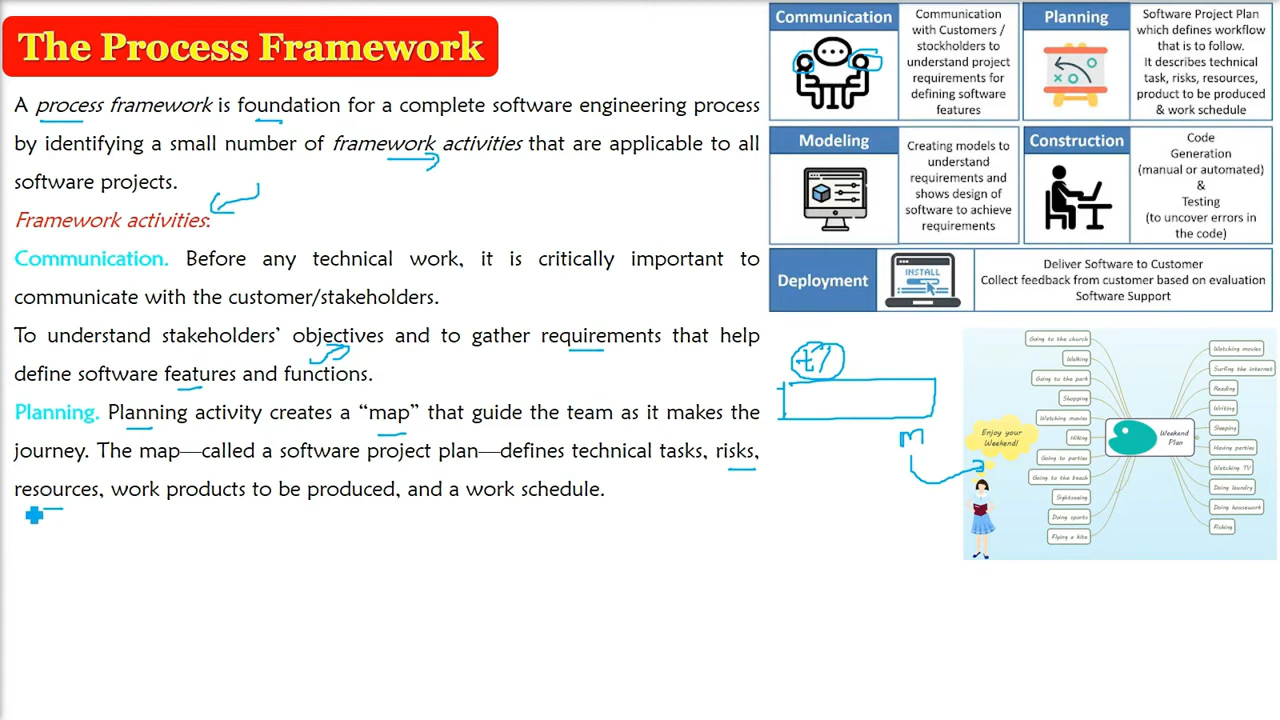 The Process Framework
A process framework is foundation for a complete software engineering process
by identifying a small number of framework activities that are applicable to all
software projects.
Framework activities:
Communication. Before any technical work, it is critically important to
communicate with the customer/stakeholders.
To understand stakeholders' objectives and to gather requirements that help
define software features and functions.
Planning. Planning activity creates a “map” that guide the team as it makes the
journey. The map—called a software project plan—defines technical tasks, risks,
resources, work products to be produced, and a work schedule.
Communication
Communication
with Customers /
stockholders to
understand project
requirements for
defining software
features
Planning
Software Project Plan
which defines workflow
that is to follow.
It describes technical
task, risks, resources,
product to be produced
& work schedule
Modeling
Creating models to
understand
requirements and
shows design of
software to achieve
requirements
Construction
Code
Generation
(manual or automated)
&
Testing
(to uncover errors in
the code)
Deployment
INSTALL
Deliver Software to Customer
Collect feedback from customer based on evaluation
Software Support
m
Enjoy your
Weekend!
Going to the church
Walking
Going to the park
Shopping
Watching movies
Hiking
Going to parties
Going to the beach
Sightseeing
Doing sports
Flying a kite
Weekend
Plan
Watching movies
Surfing the internet
Reading
Writing
Sleeping
Having parties
Watching TV
Doing laundry
Doing housework
Fishing